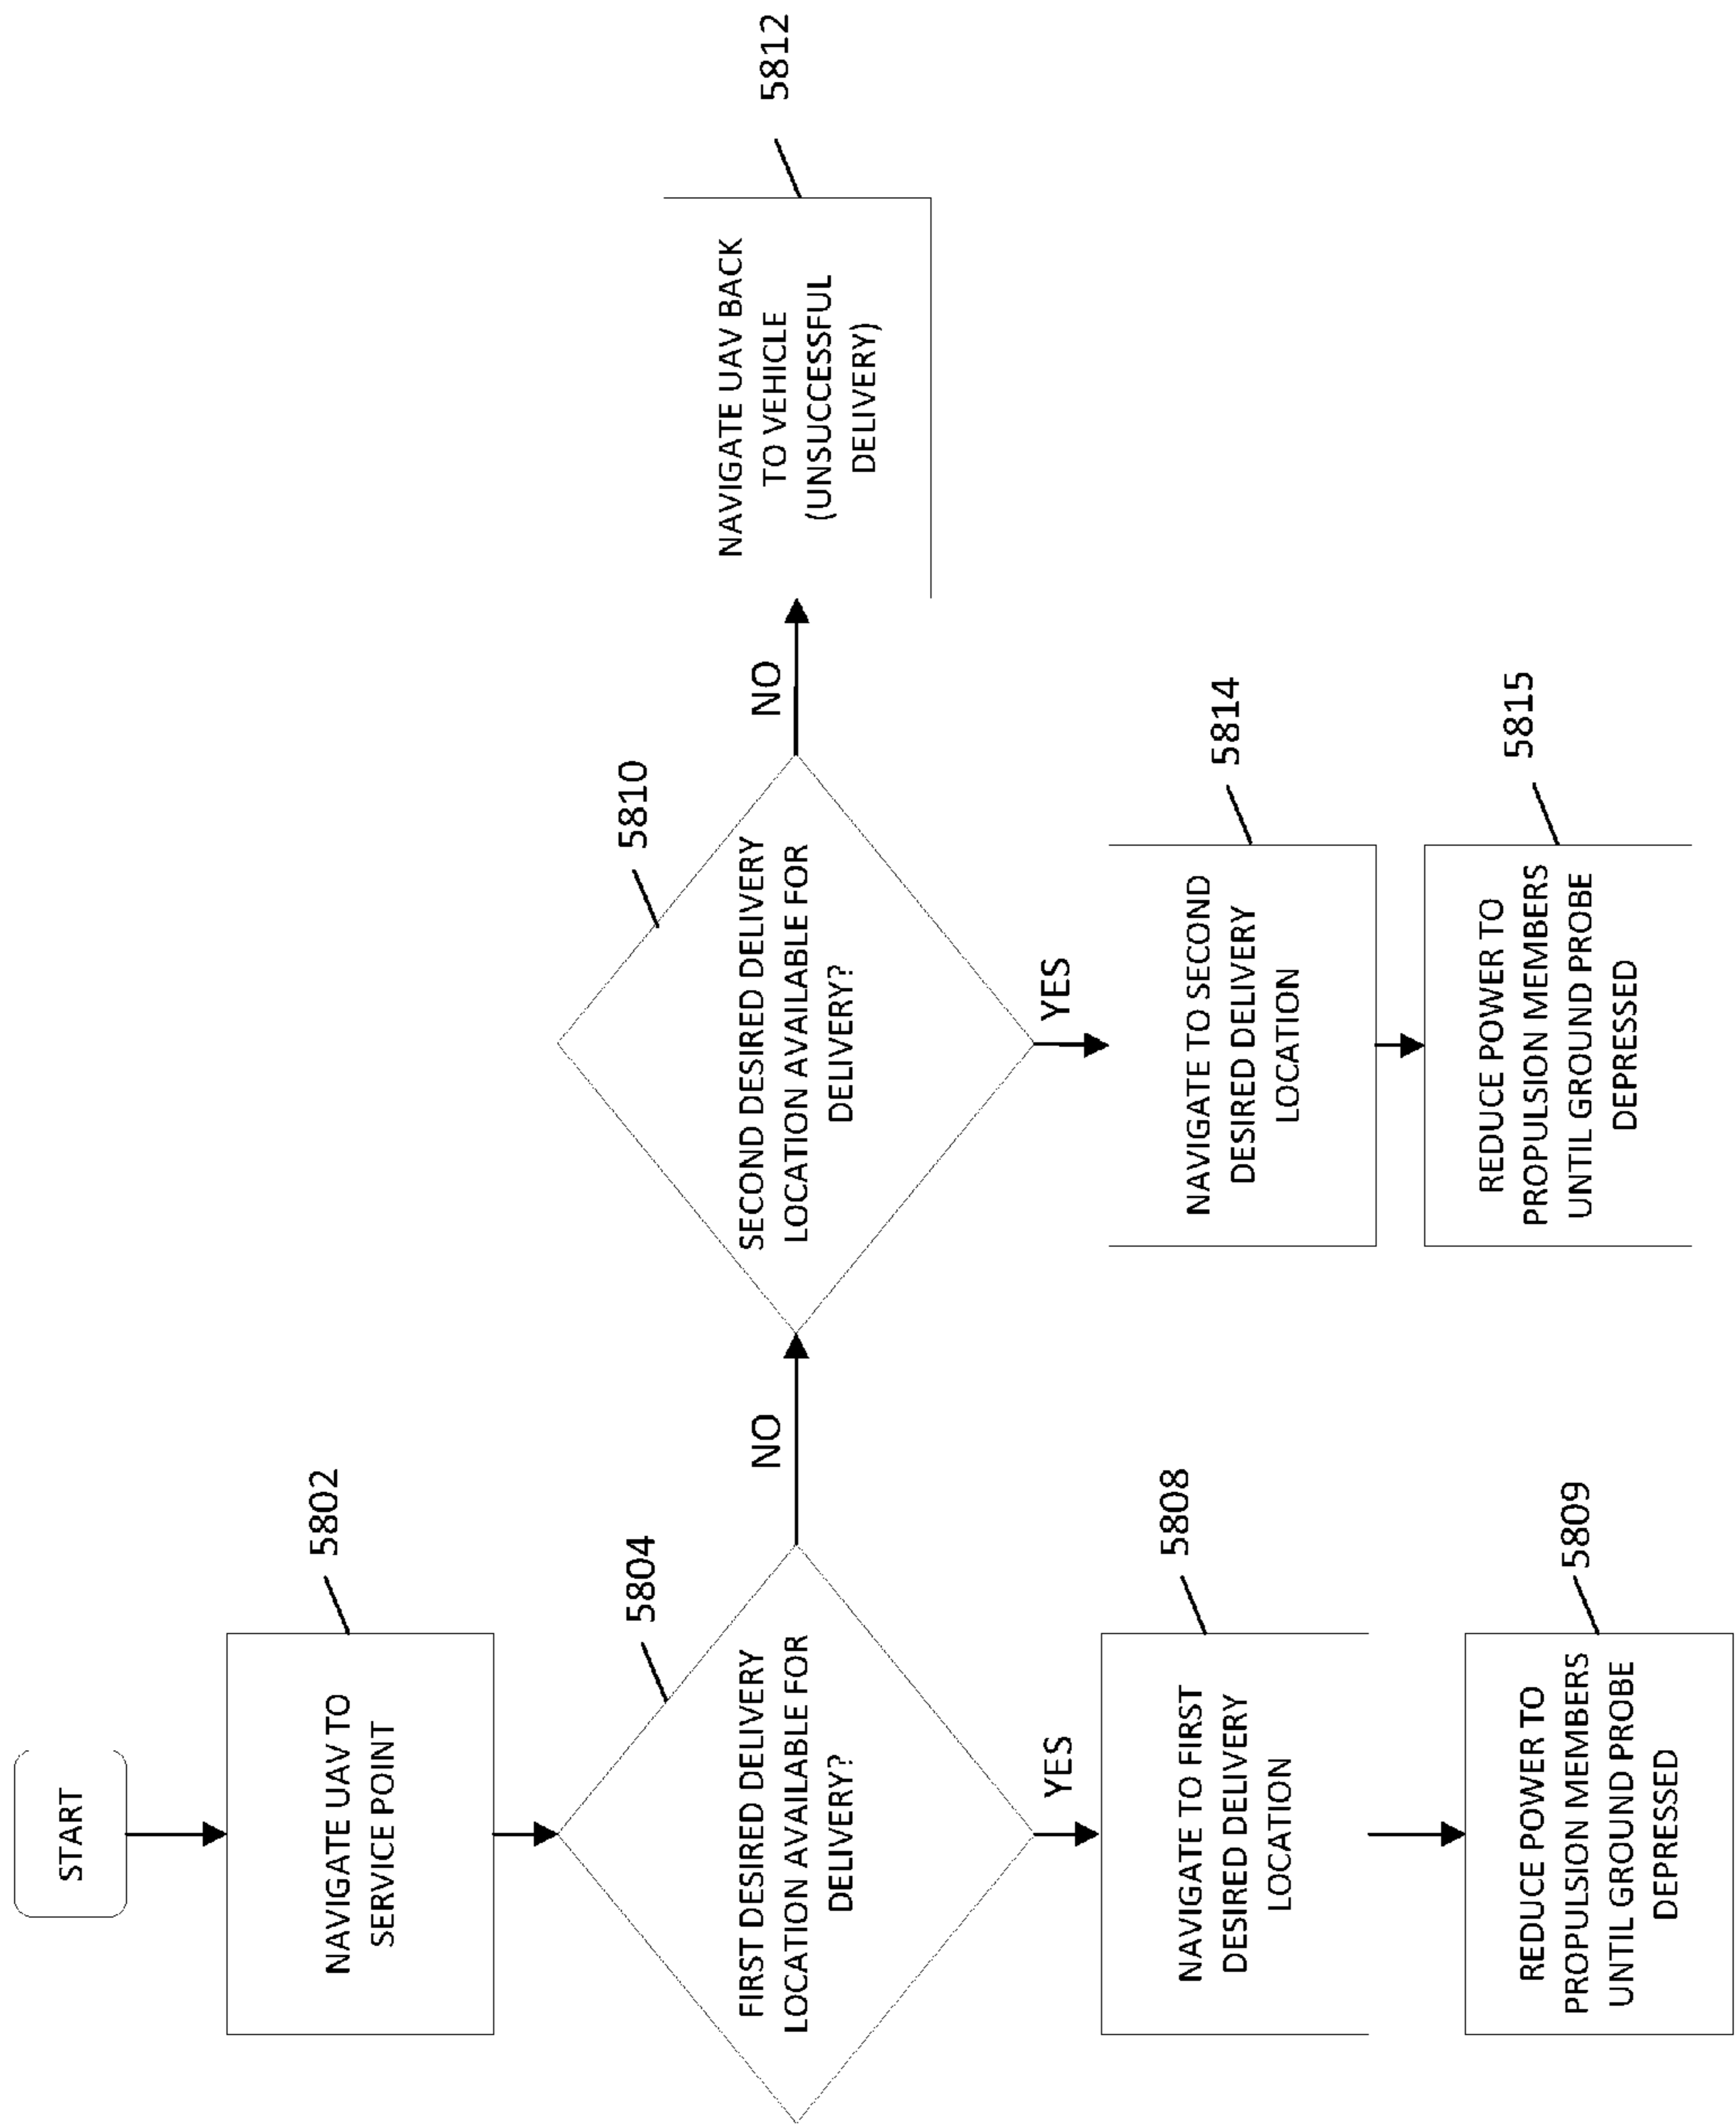 START
5802
NAVIGATE UAV TO
SERVICE POINT
5804
FIRST DESIRED DELIVERY
LOCATION AVAILABLE FOR
DELIVERY?
NO
YES
5808
NAVIGATE TO FIRST
DESIRED DELIVERY
LOCATION
5809
REDUCE POWER TO
PROPULSION MEMBERS
UNTIL GROUND PROBE
DEPRESSED
5810
SECOND DESIRED DELIVERY
LOCATION AVAILABLE FOR
DELIVERY?
NO
YES
5814
NAVIGATE TO SECOND
DESIRED DELIVERY
LOCATION
5815
REDUCE POWER TO
PROPULSION MEMBERS
UNTIL GROUND PROBE
DEPRESSED
5812
NAVIGATE UAV BACK
TO VEHICLE
(UNSUCCESSFUL
DELIVERY)